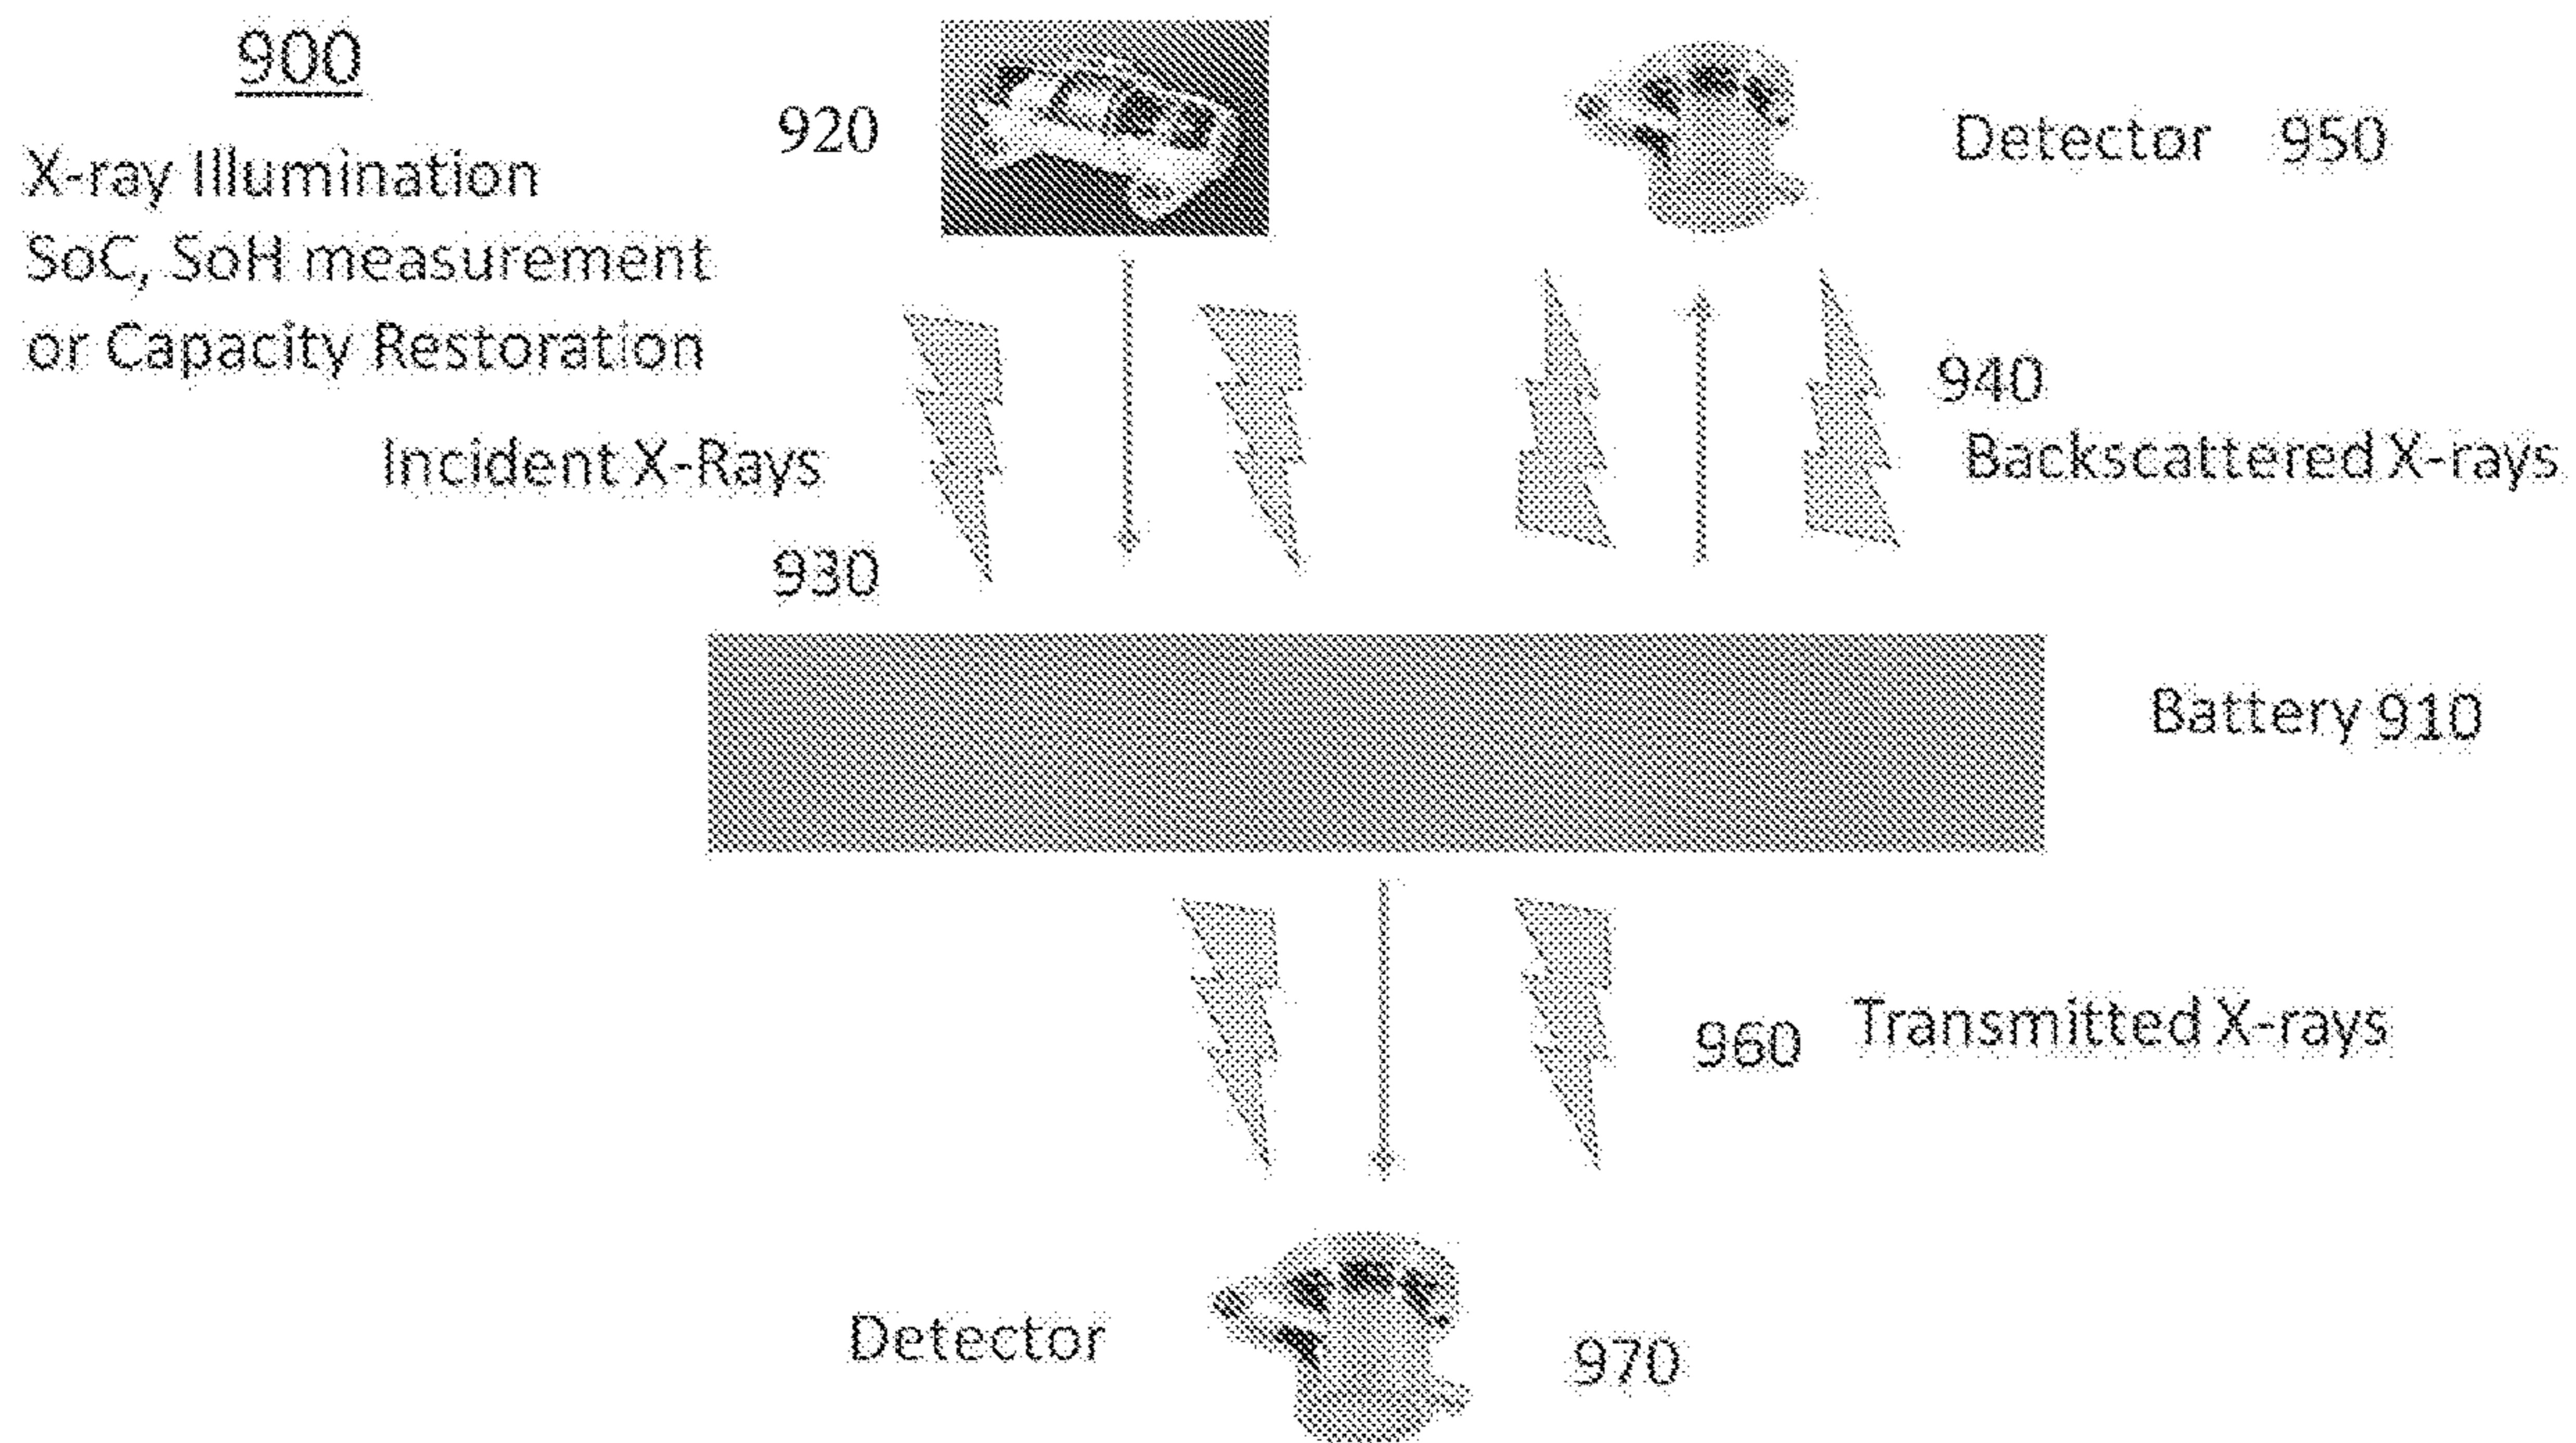 900
X-ray Illumination
SoC, SoH measurement
or Capacity Restoration
920
Detector 950
Incident X-Rays
930
940
Backscattered X-rays
Battery 910
960 Transmitted X-rays
Detector
970